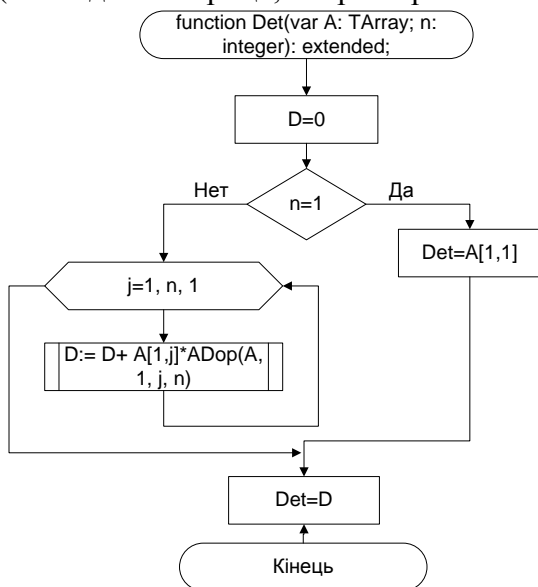 function Det(var A: TArray; n:
integer): extended;
D=0
Нет
Да
n=1
Det=A[1,1]
j=1, n, 1
D:= D+ A[1,j]*ADop(A,
1, j, n)
Det=D
Кінець